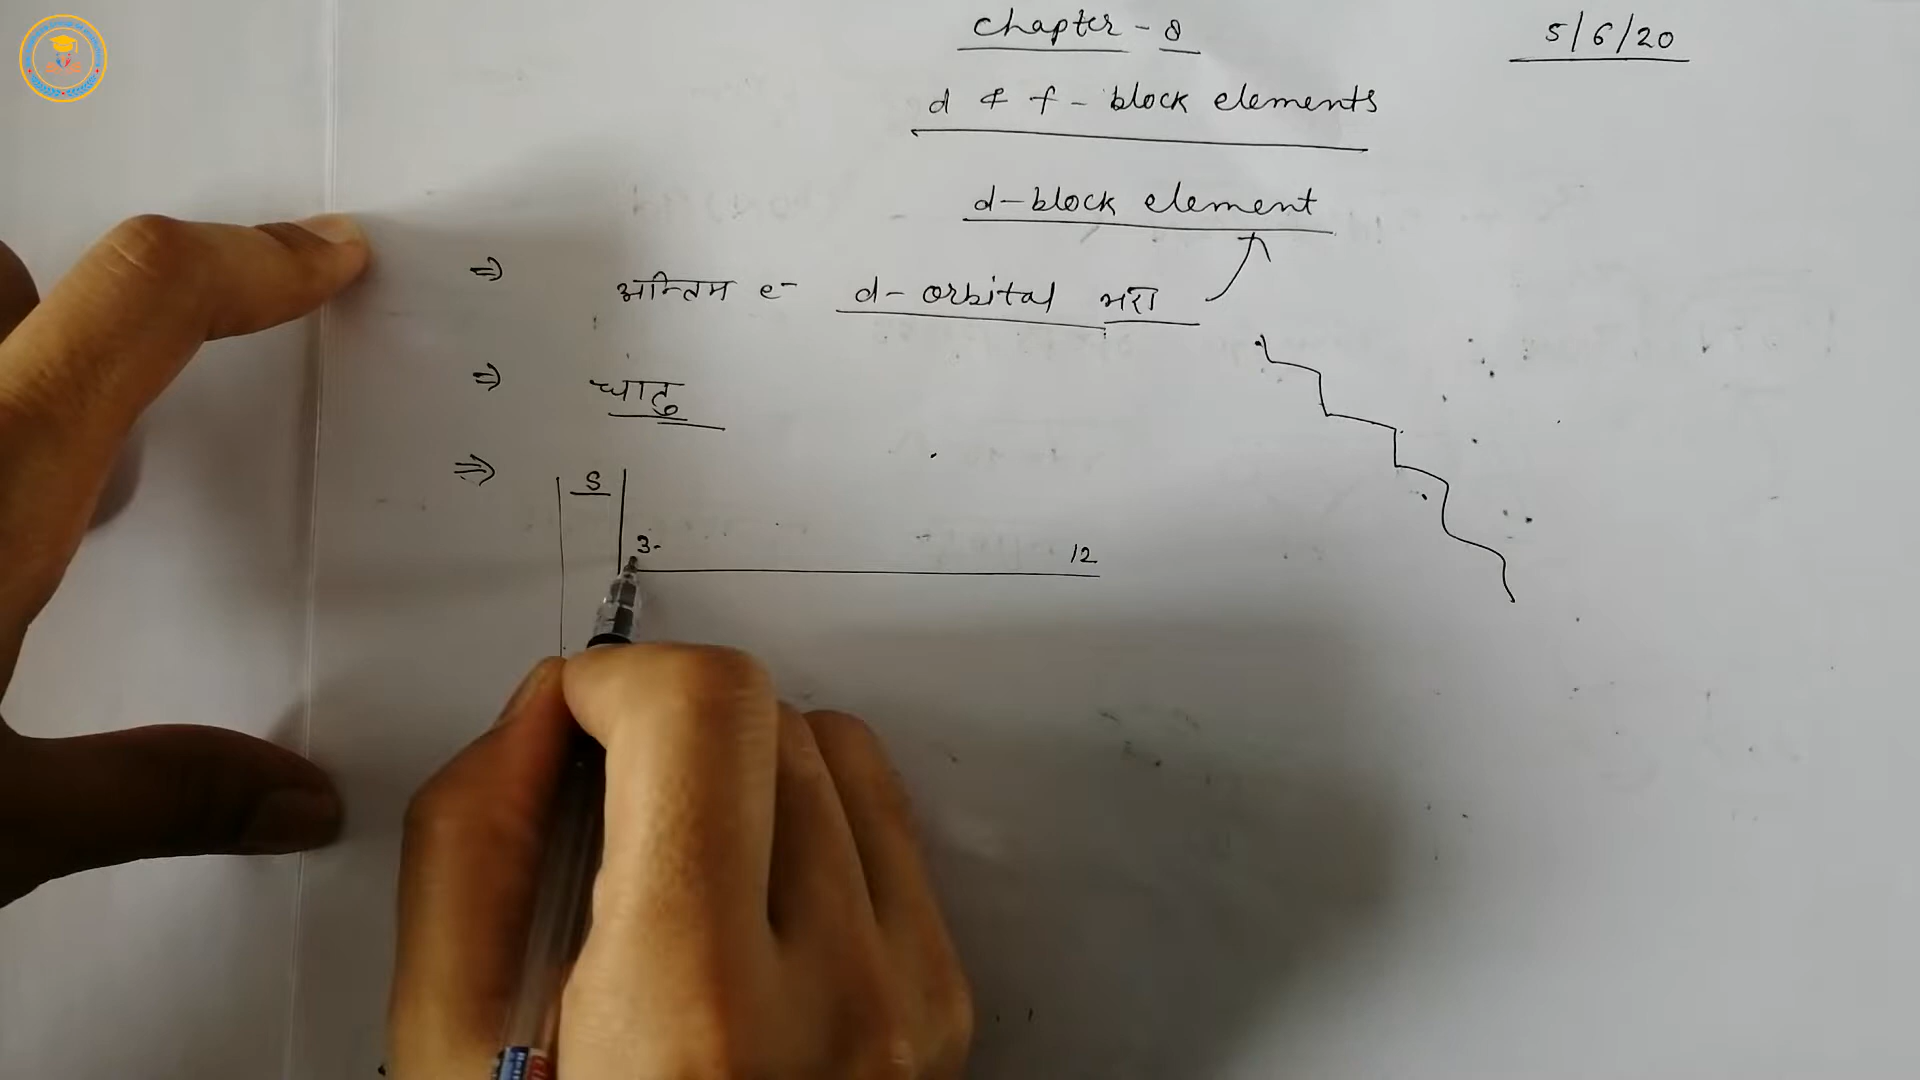 Chapter - 8
5/6/20
d & f - block elements
d-block element
⇒ अन्तिम e- d- orbital भरा
⇒ धातु
⇒ S
3- 12